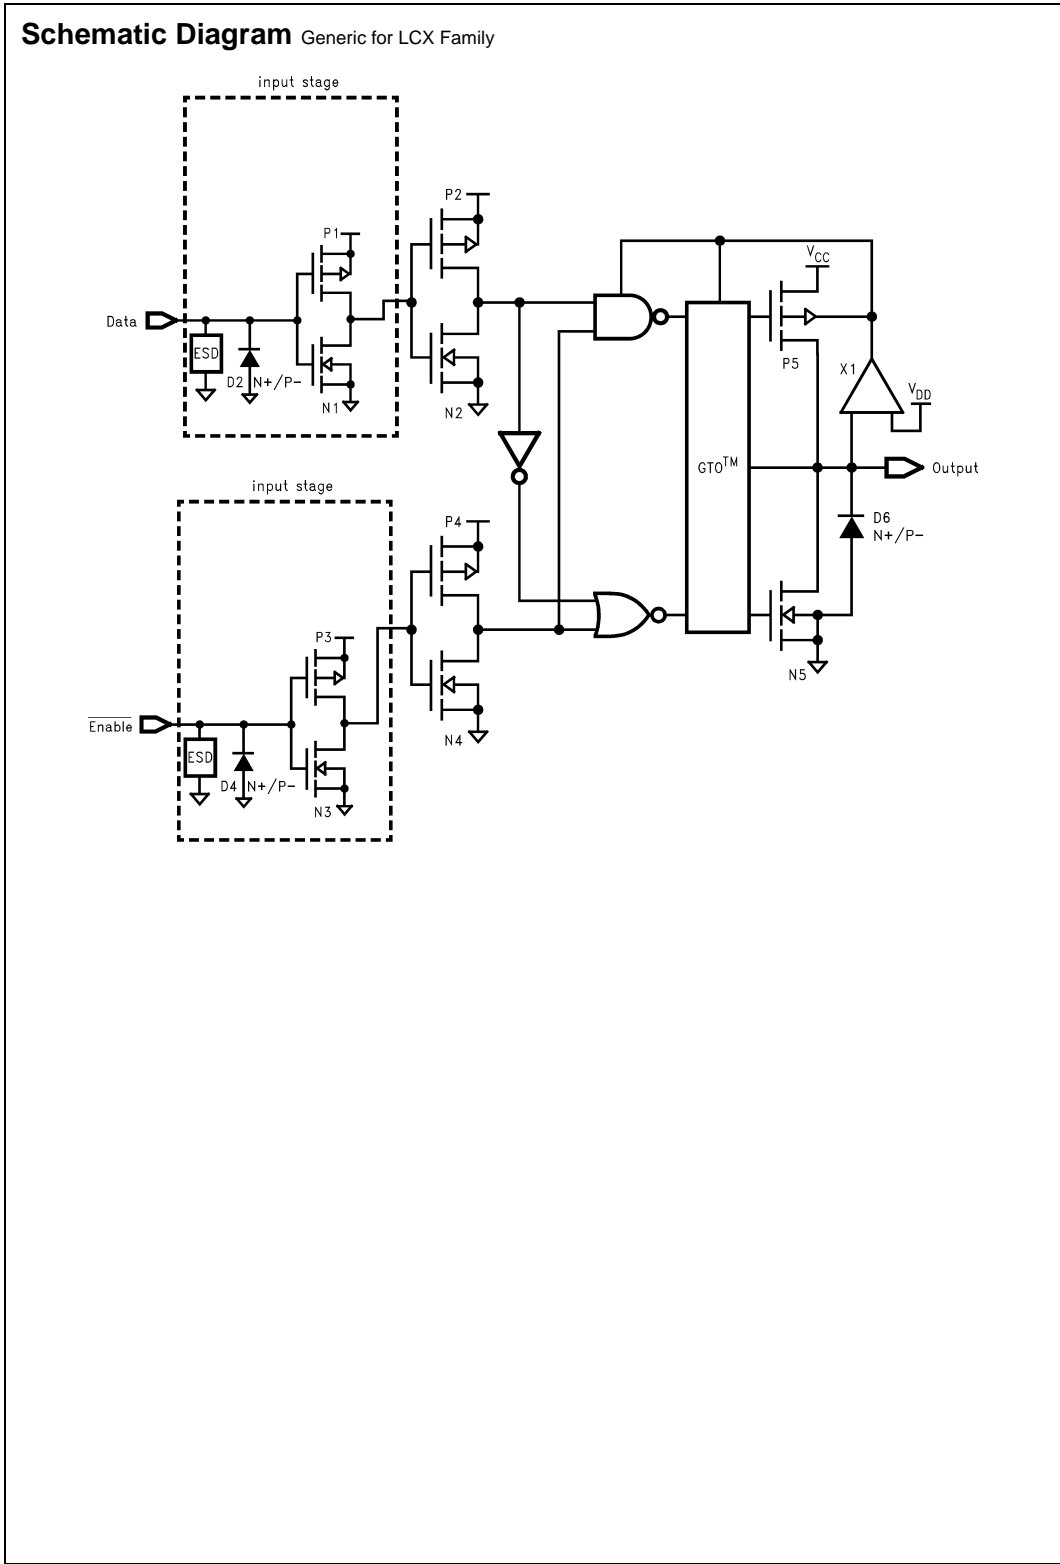 Schematic Diagram Generic for LCX Family
input stage
P2
P1
V_CC
Data
ESD
D2 N+/P−
N1
N2
P5
X1
V_DD
GTO™
Output
input stage
P4
D6
N+/P−
P3
N5
Enable
ESD
D4 N+/P−
N3
N4